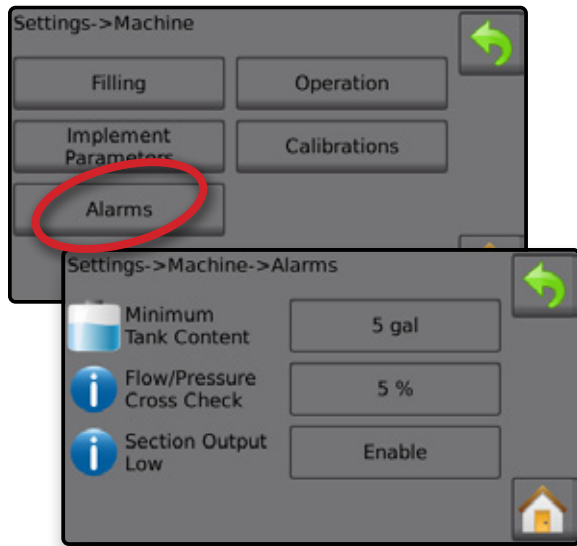 Settings->Machine
Filling
Operation
Implement
Parameters
Calibrations
Alarms
Settings->Machine->Alarms
Minimum
Tank Content
5 gal
Flow/Pressure
Cross Check
5 %
Section Output
Low
Enable